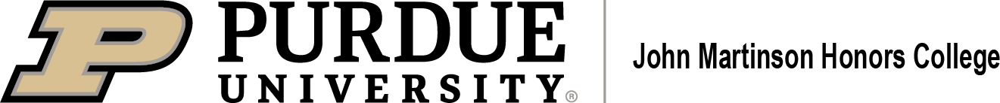 P
PURDUE
UNIVERSITY®
John Martinson Honors College